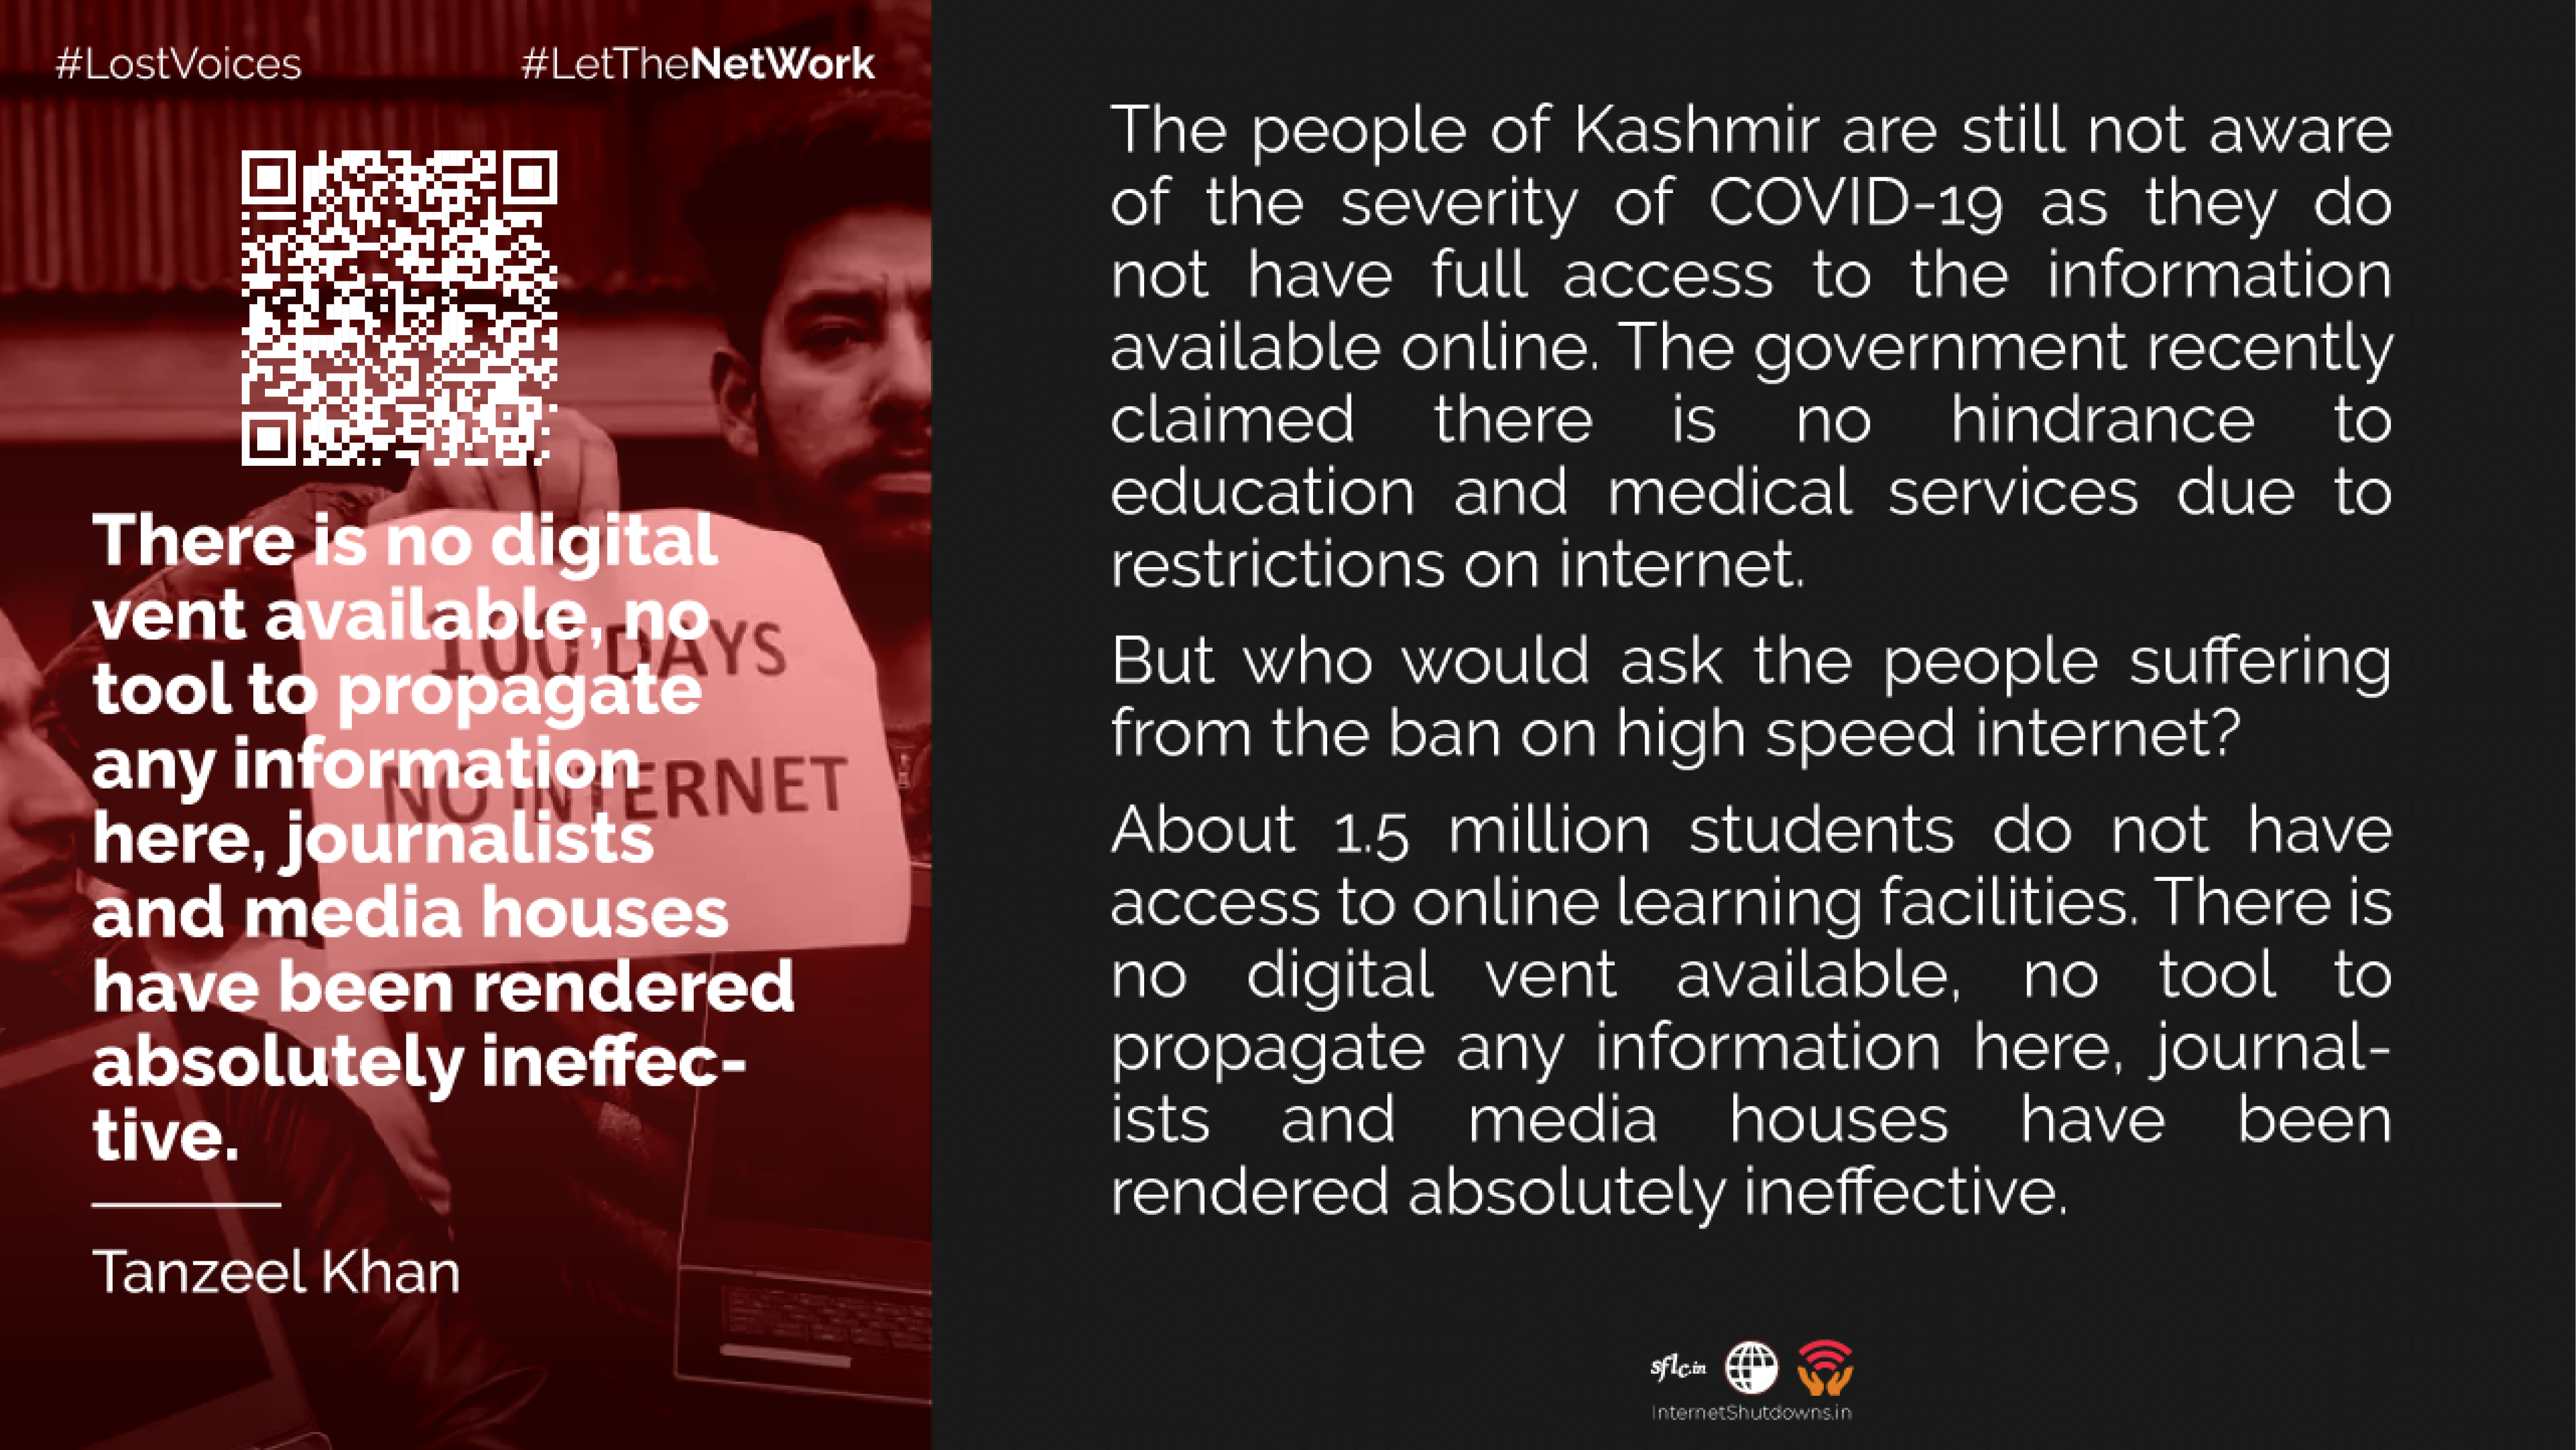 #LostVoices
#LetTheNetWork
There is no digital
vent available, no
tool to propagate
any information
here, journalists
and media houses
have been rendered
absolutely ineffec-
tive.
Tanzeel Khan
100 DAYS
NO INTERNET
The people of Kashmir are still not aware
of the severity of COVID-19 as they do
not have full access to the information
available online. The government recently
claimed there is no hindrance to
education and medical services due to
restrictions on internet.
But who would ask the people suffering
from the ban on high speed internet?
About 1.5 million students do not have
access to online learning facilities. There is
no digital vent available, no tool to
propagate any information here, journal-
ists and media houses have been
rendered absolutely ineffective.
sflc.in
InternetShutdowns.in